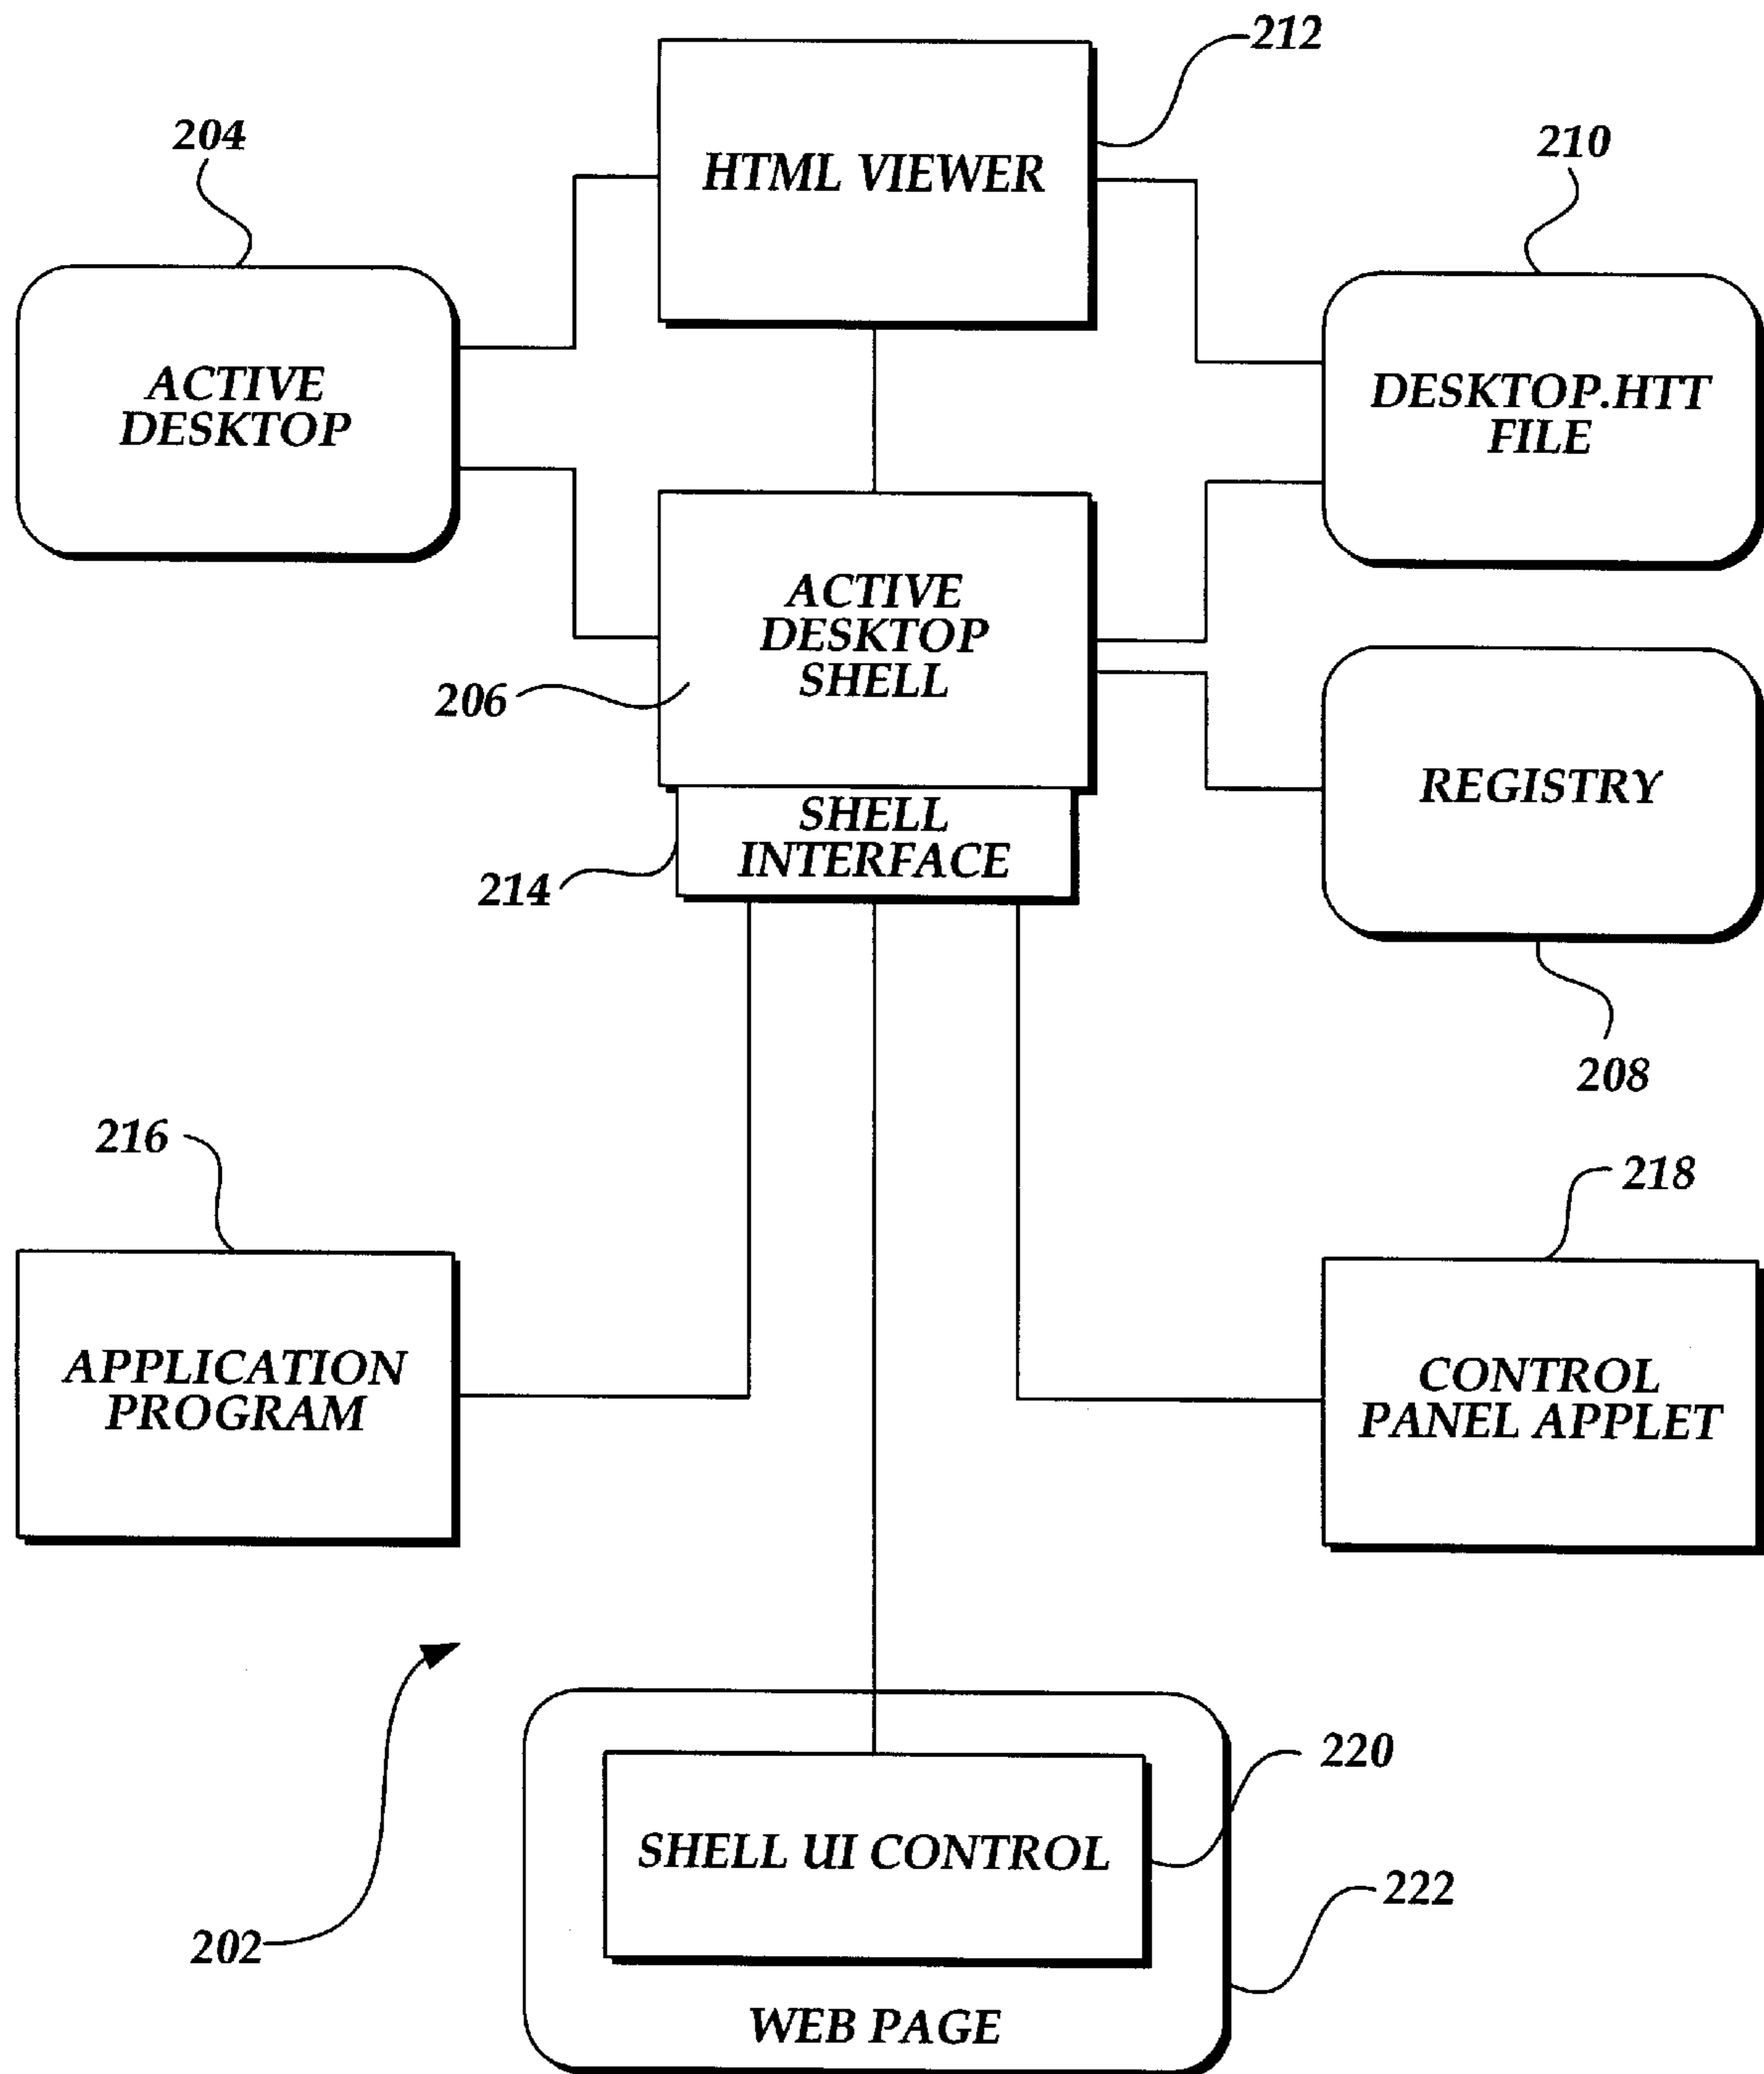 212
HTML VIEWER
204
210
ACTIVE
DESKTOP
DESKTOP.HTT
FILE
ACTIVE
DESKTOP
SHELL
206
REGISTRY
SHELL
INTERFACE
214
208
216
218
APPLICATION
PROGRAM
CONTROL
PANEL APPLET
220
SHELL UI CONTROL
222
202
WEB PAGE